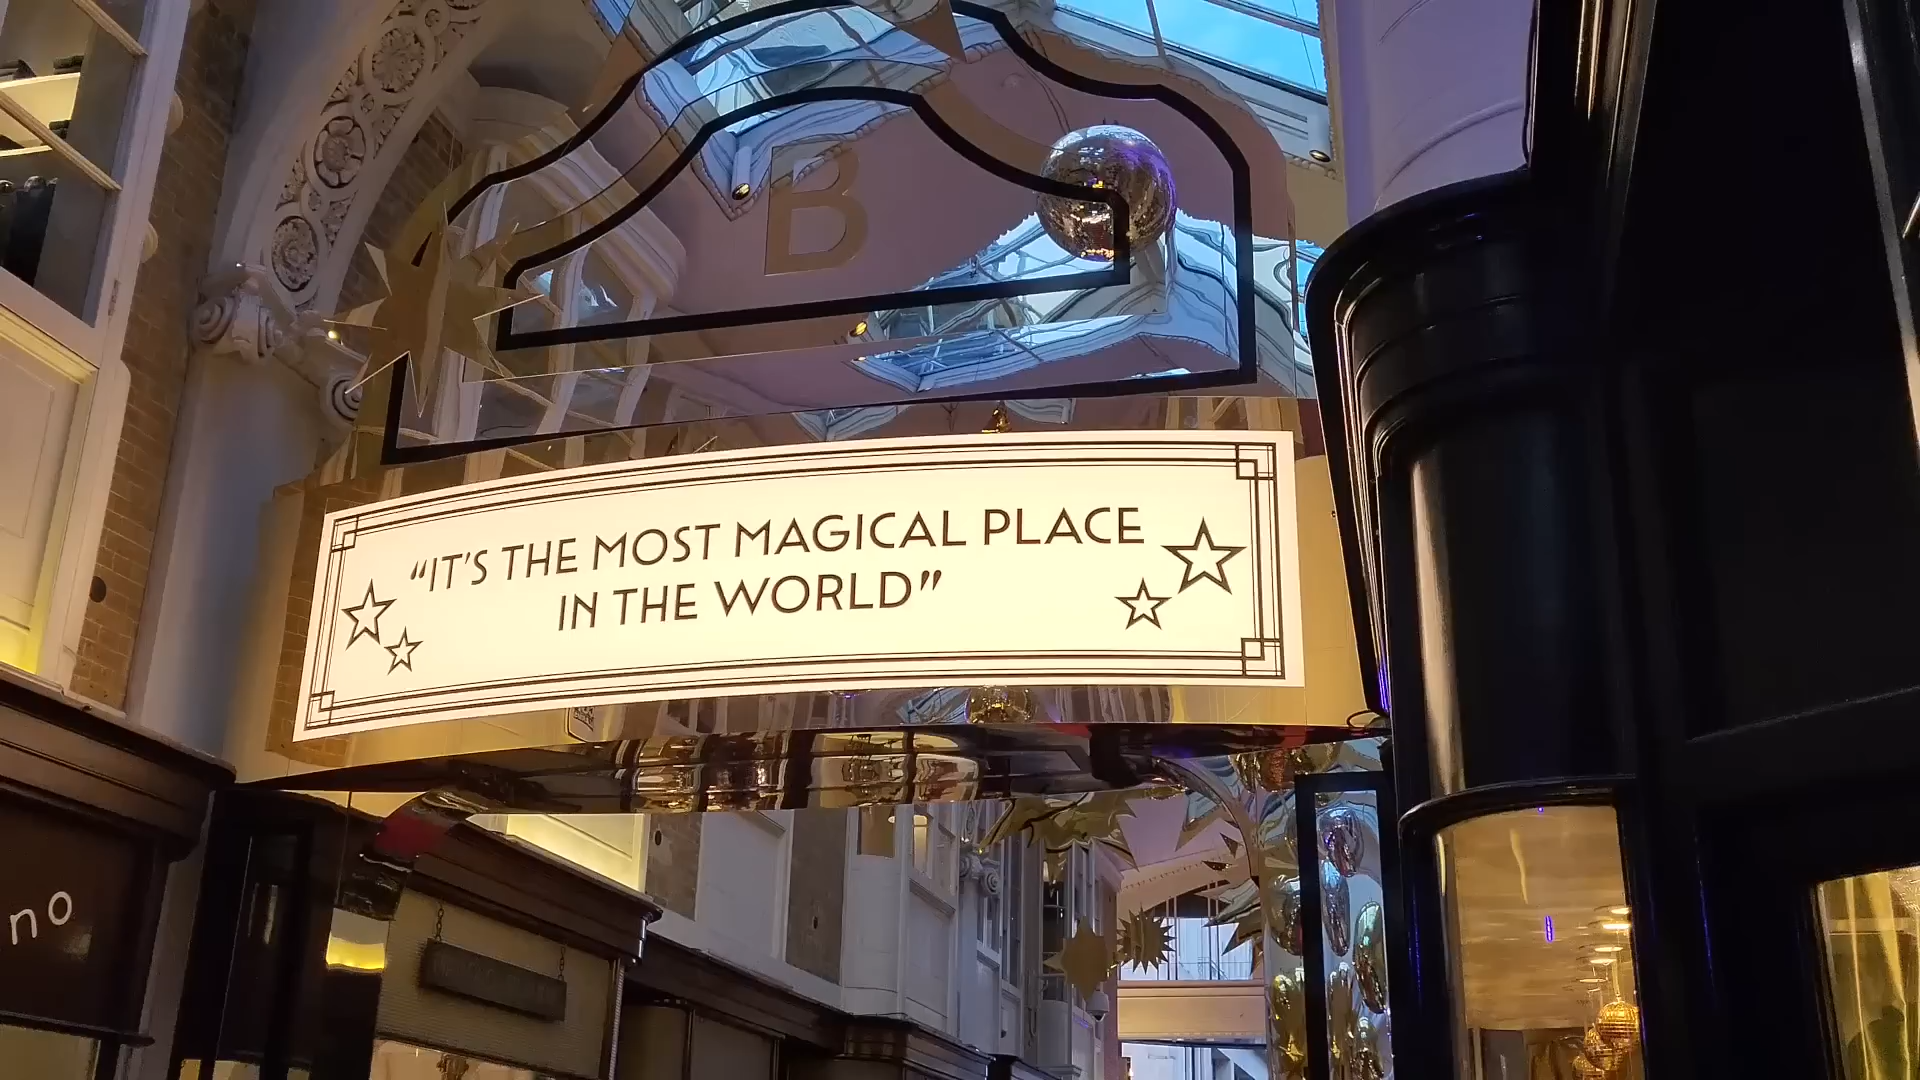 B
“IT’S THE MOST MAGICAL PLACE
IN THE WORLD”
no